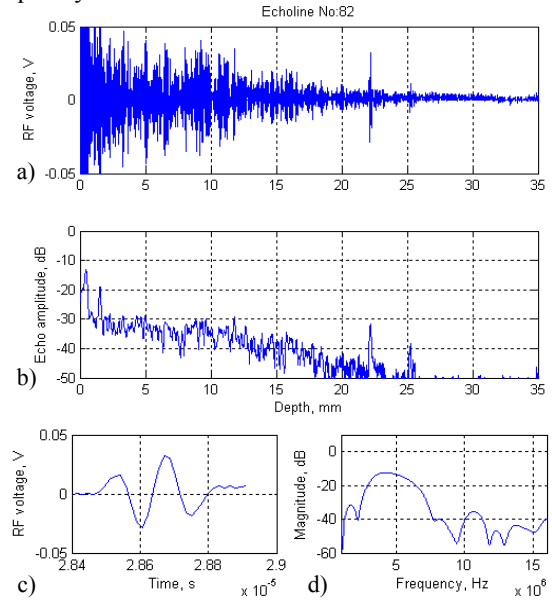 Echoline No:82
0.05
0
-0.05
RF voltage, V
0 5 10 15 20 25 30 35
a)
0
-10
-20
-30
-40
-50
Echo amplitude, dB
0 5 10 15 20 25 30 35
Depth, mm
b)
0.05
0
-0.05
RF voltage, V
2.84 2.86 2.88 2.9
Time, s
x 10⁻⁵
c)
0
-20
-40
-60
Magnitude, dB
5 10 15
Frequency, Hz
x 10⁶
d)